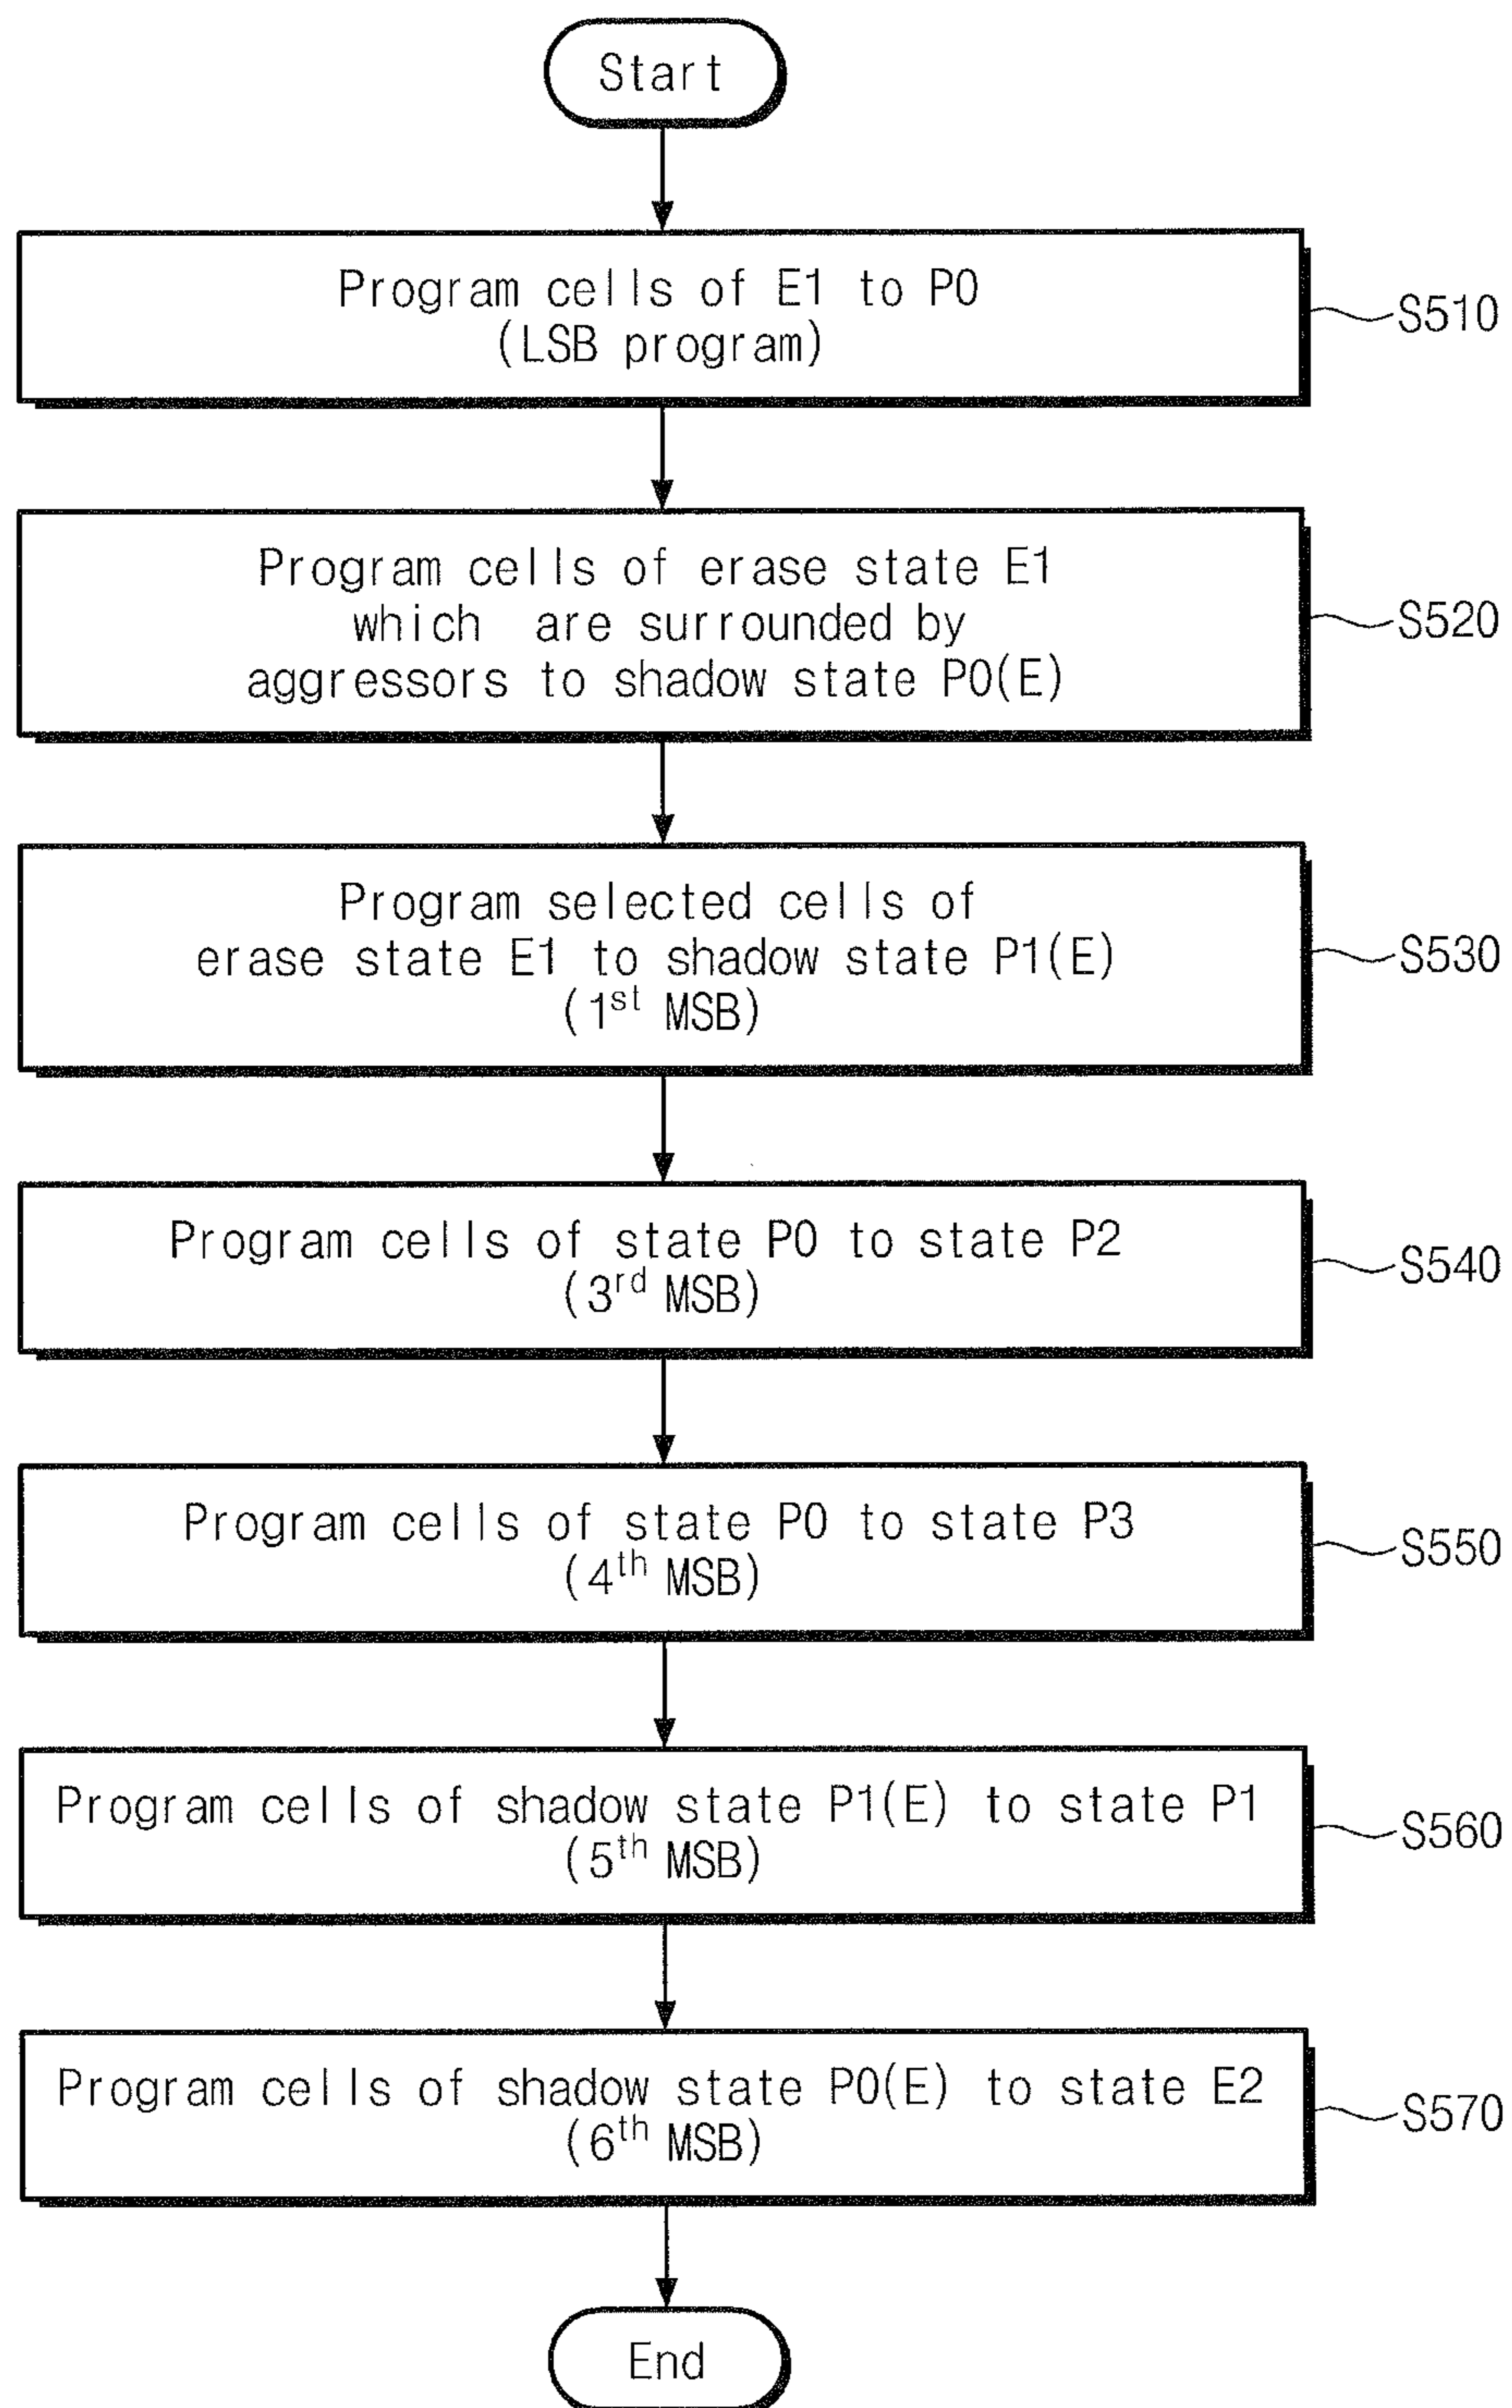 Start
Program cells of E1 to P0
(LSB program)
S510
Program cells of erase state E1
which are surrounded by
aggressors to shadow state P0(E)
S520
Program selected cells of
erase state E1 to shadow state P1(E)
(1st MSB)
S530
Program cells of state P0 to state P2
(3rd MSB)
S540
Program cells of state P0 to state P3
(4th MSB)
S550
Program cells of shadow state P1(E) to state P1
(5th MSB)
S560
Program cells of shadow state P0(E) to state E2
(6th MSB)
S570
End